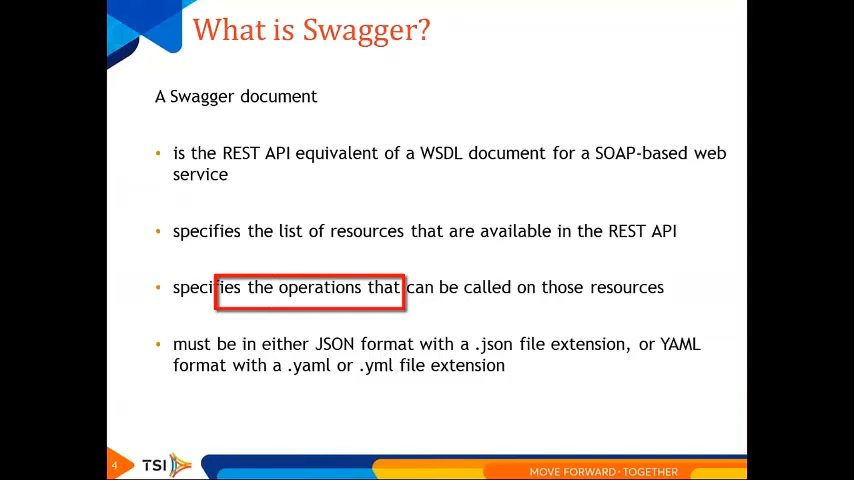 What is Swagger?
A Swagger document
• is the REST API equivalent of a WSDL document for a SOAP-based web
service
• specifies the list of resources that are available in the REST API
• specifies the operations that can be called on those resources
• must be in either JSON format with a .json file extension, or YAML
format with a .yaml or .yml file extension
4
TSI
MOVE FORWARD · TOGETHER